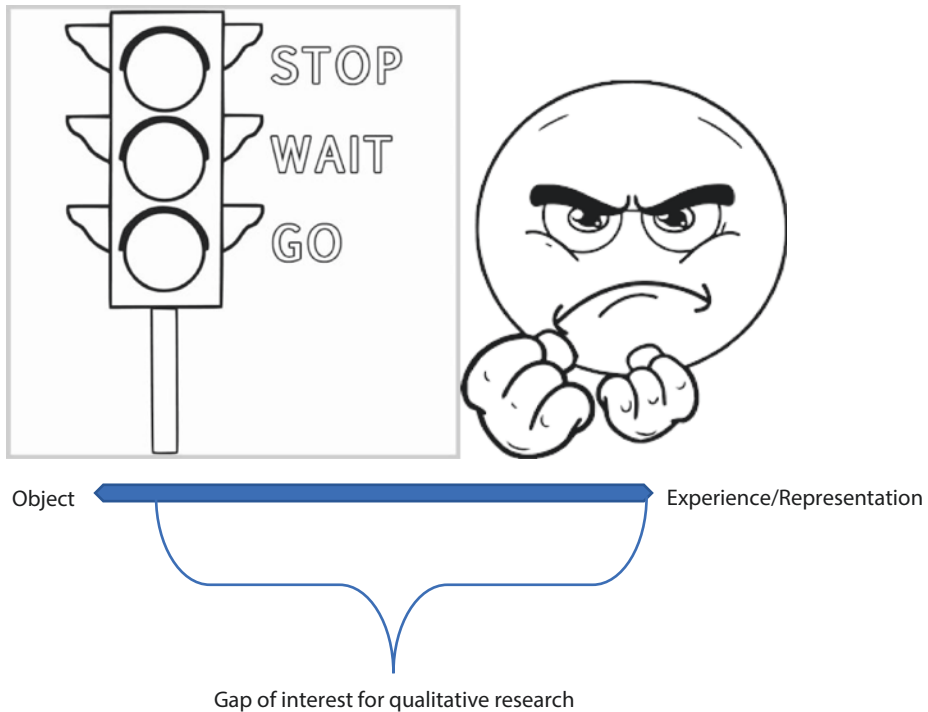 STOP
WAIT
GO
Object
Experience/Representation
Gap of interest for qualitative research